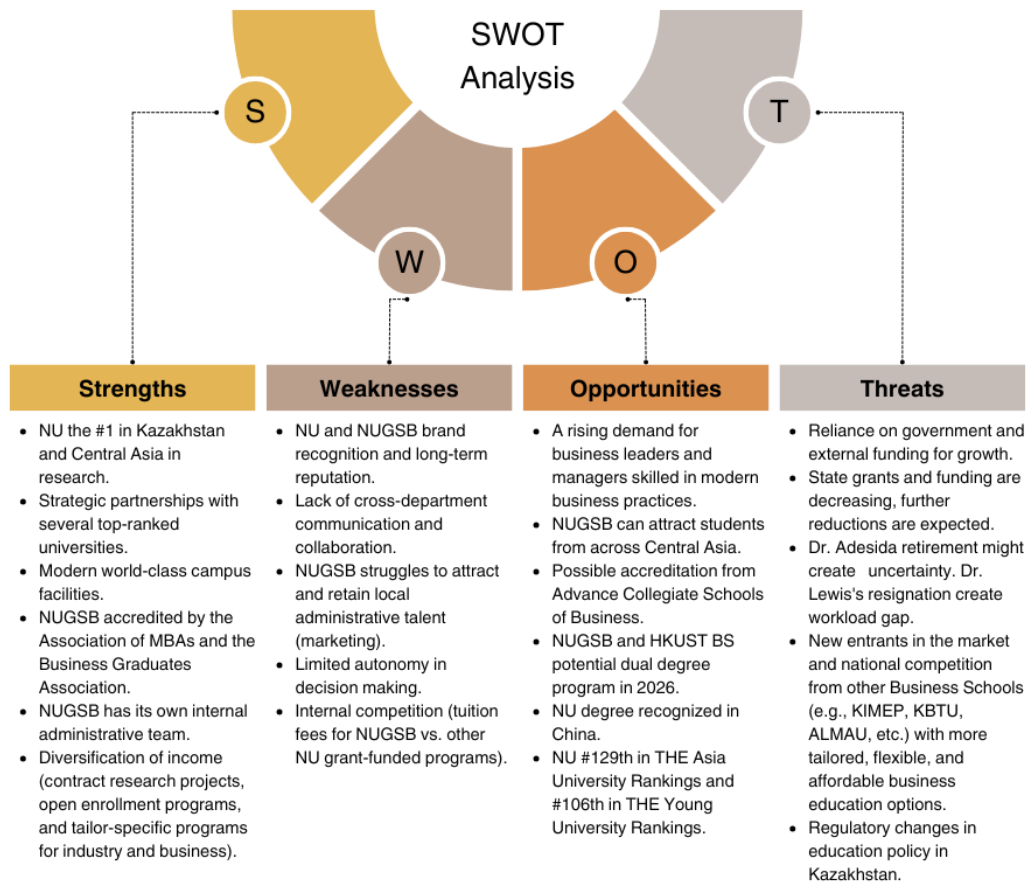 SWOT
Analysis
S
W
O
T
Strengths
• NU the #1 in Kazakhstan
and Central Asia in
research.
• Strategic partnerships with
several top-ranked
universities.
• Modern world-class campus
facilities.
• NUGSB accredited by the
Association of MBAs and the
Business Graduates
Association.
• NUGSB has its own internal
administrative team.
• Diversification of income
(contract research projects,
open enrollment programs,
and tailor-specific programs
for industry and business).
Weaknesses
• NU and NUGSB brand
recognition and long-term
reputation.
• Lack of cross-department
communication and
collaboration.
• NUGSB struggles to attract
and retain local
administrative talent
(marketing).
• Limited autonomy in
decision making.
• Internal competition (tuition
fees for NUGSB vs. other
NU grant-funded programs).
Opportunities
• A rising demand for
business leaders and
managers skilled in modern
business practices.
• NUGSB can attract students
from across Central Asia.
• Possible accreditation from
Advance Collegiate Schools
of Business.
• NUGSB and HKUST BS
potential dual degree
program in 2026.
• NU degree recognized in
China.
• NU #129th in THE Asia
University Rankings and
#106th in THE Young
University Rankings.
Threats
• Reliance on government and
external funding for growth.
• State grants and funding are
decreasing, further
reductions are expected.
• Dr. Adesida retirement might
create uncertainty. Dr.
Lewis's resignation create
workload gap.
• New entrants in the market
and national competition
from other Business Schools
(e.g., KIMEP, KBTU,
ALMAU, etc.) with more
tailored, flexible, and
affordable business
education options.
• Regulatory changes in
education policy in
Kazakhstan.